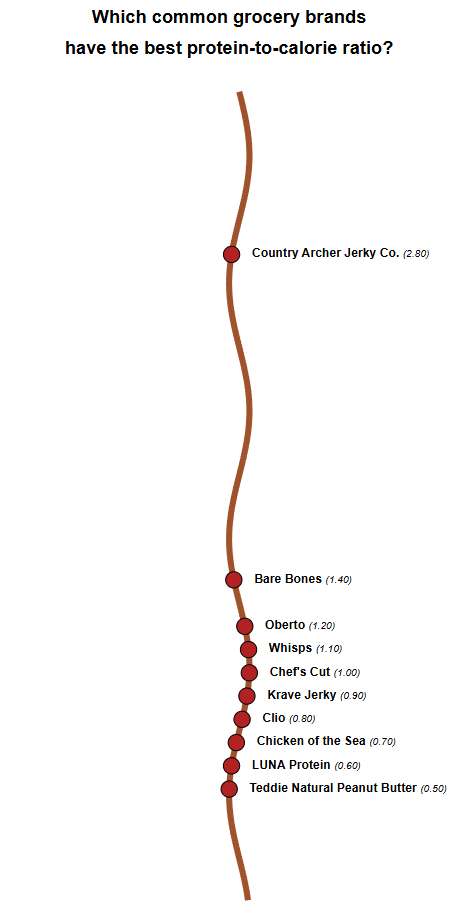 Which common grocery brands
have the best protein-to-calorie ratio?
Country Archer Jerky Co. (2.80)
Bare Bones (1.40)
Oberto (1.20)
Whisps (1.10)
Chef's Cut (1.00)
Krave Jerky (0.90)
Clio (0.80)
Chicken of the Sea (0.70)
LUNA Protein (0.60)
Teddie Natural Peanut Butter (0.50)